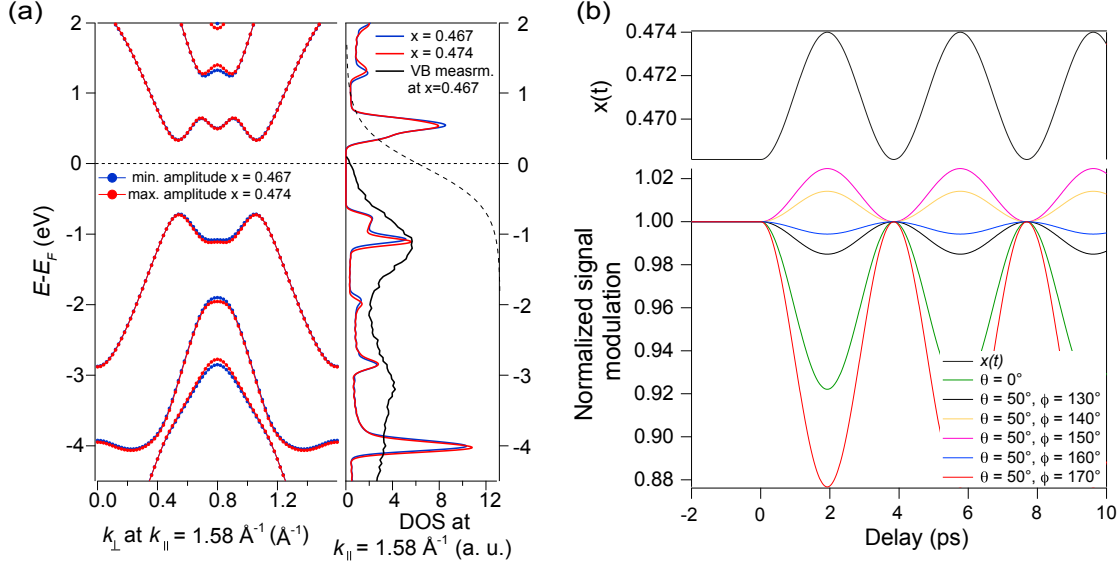 (a)
2
1
0
-1
-2
-3
-4
E-E_F (eV)
min. amplitude x = 0.467
max. amplitude x = 0.474
0.0
0.4
0.8
1.2
k⊥ at k|| = 1.58 Å⁻¹ (Å⁻¹)
x = 0.467
x = 0.474
VB measrm.
at x=0.467
2
1
0
-1
-2
-3
-4
0
4
8
12
DOS at
k|| = 1.58 Å⁻¹ (a. u.)
(b)
0.474
0.472
0.470
x(t)
1.02
1.00
0.98
0.96
0.94
0.92
0.90
0.88
Normalized signal
modulation
x(t)
θ = 0°
θ = 50°, ϕ = 130°
θ = 50°, ϕ = 140°
θ = 50°, ϕ = 150°
θ = 50°, ϕ = 160°
θ = 50°, ϕ = 170°
-2
0
2
4
6
8
10
Delay (ps)